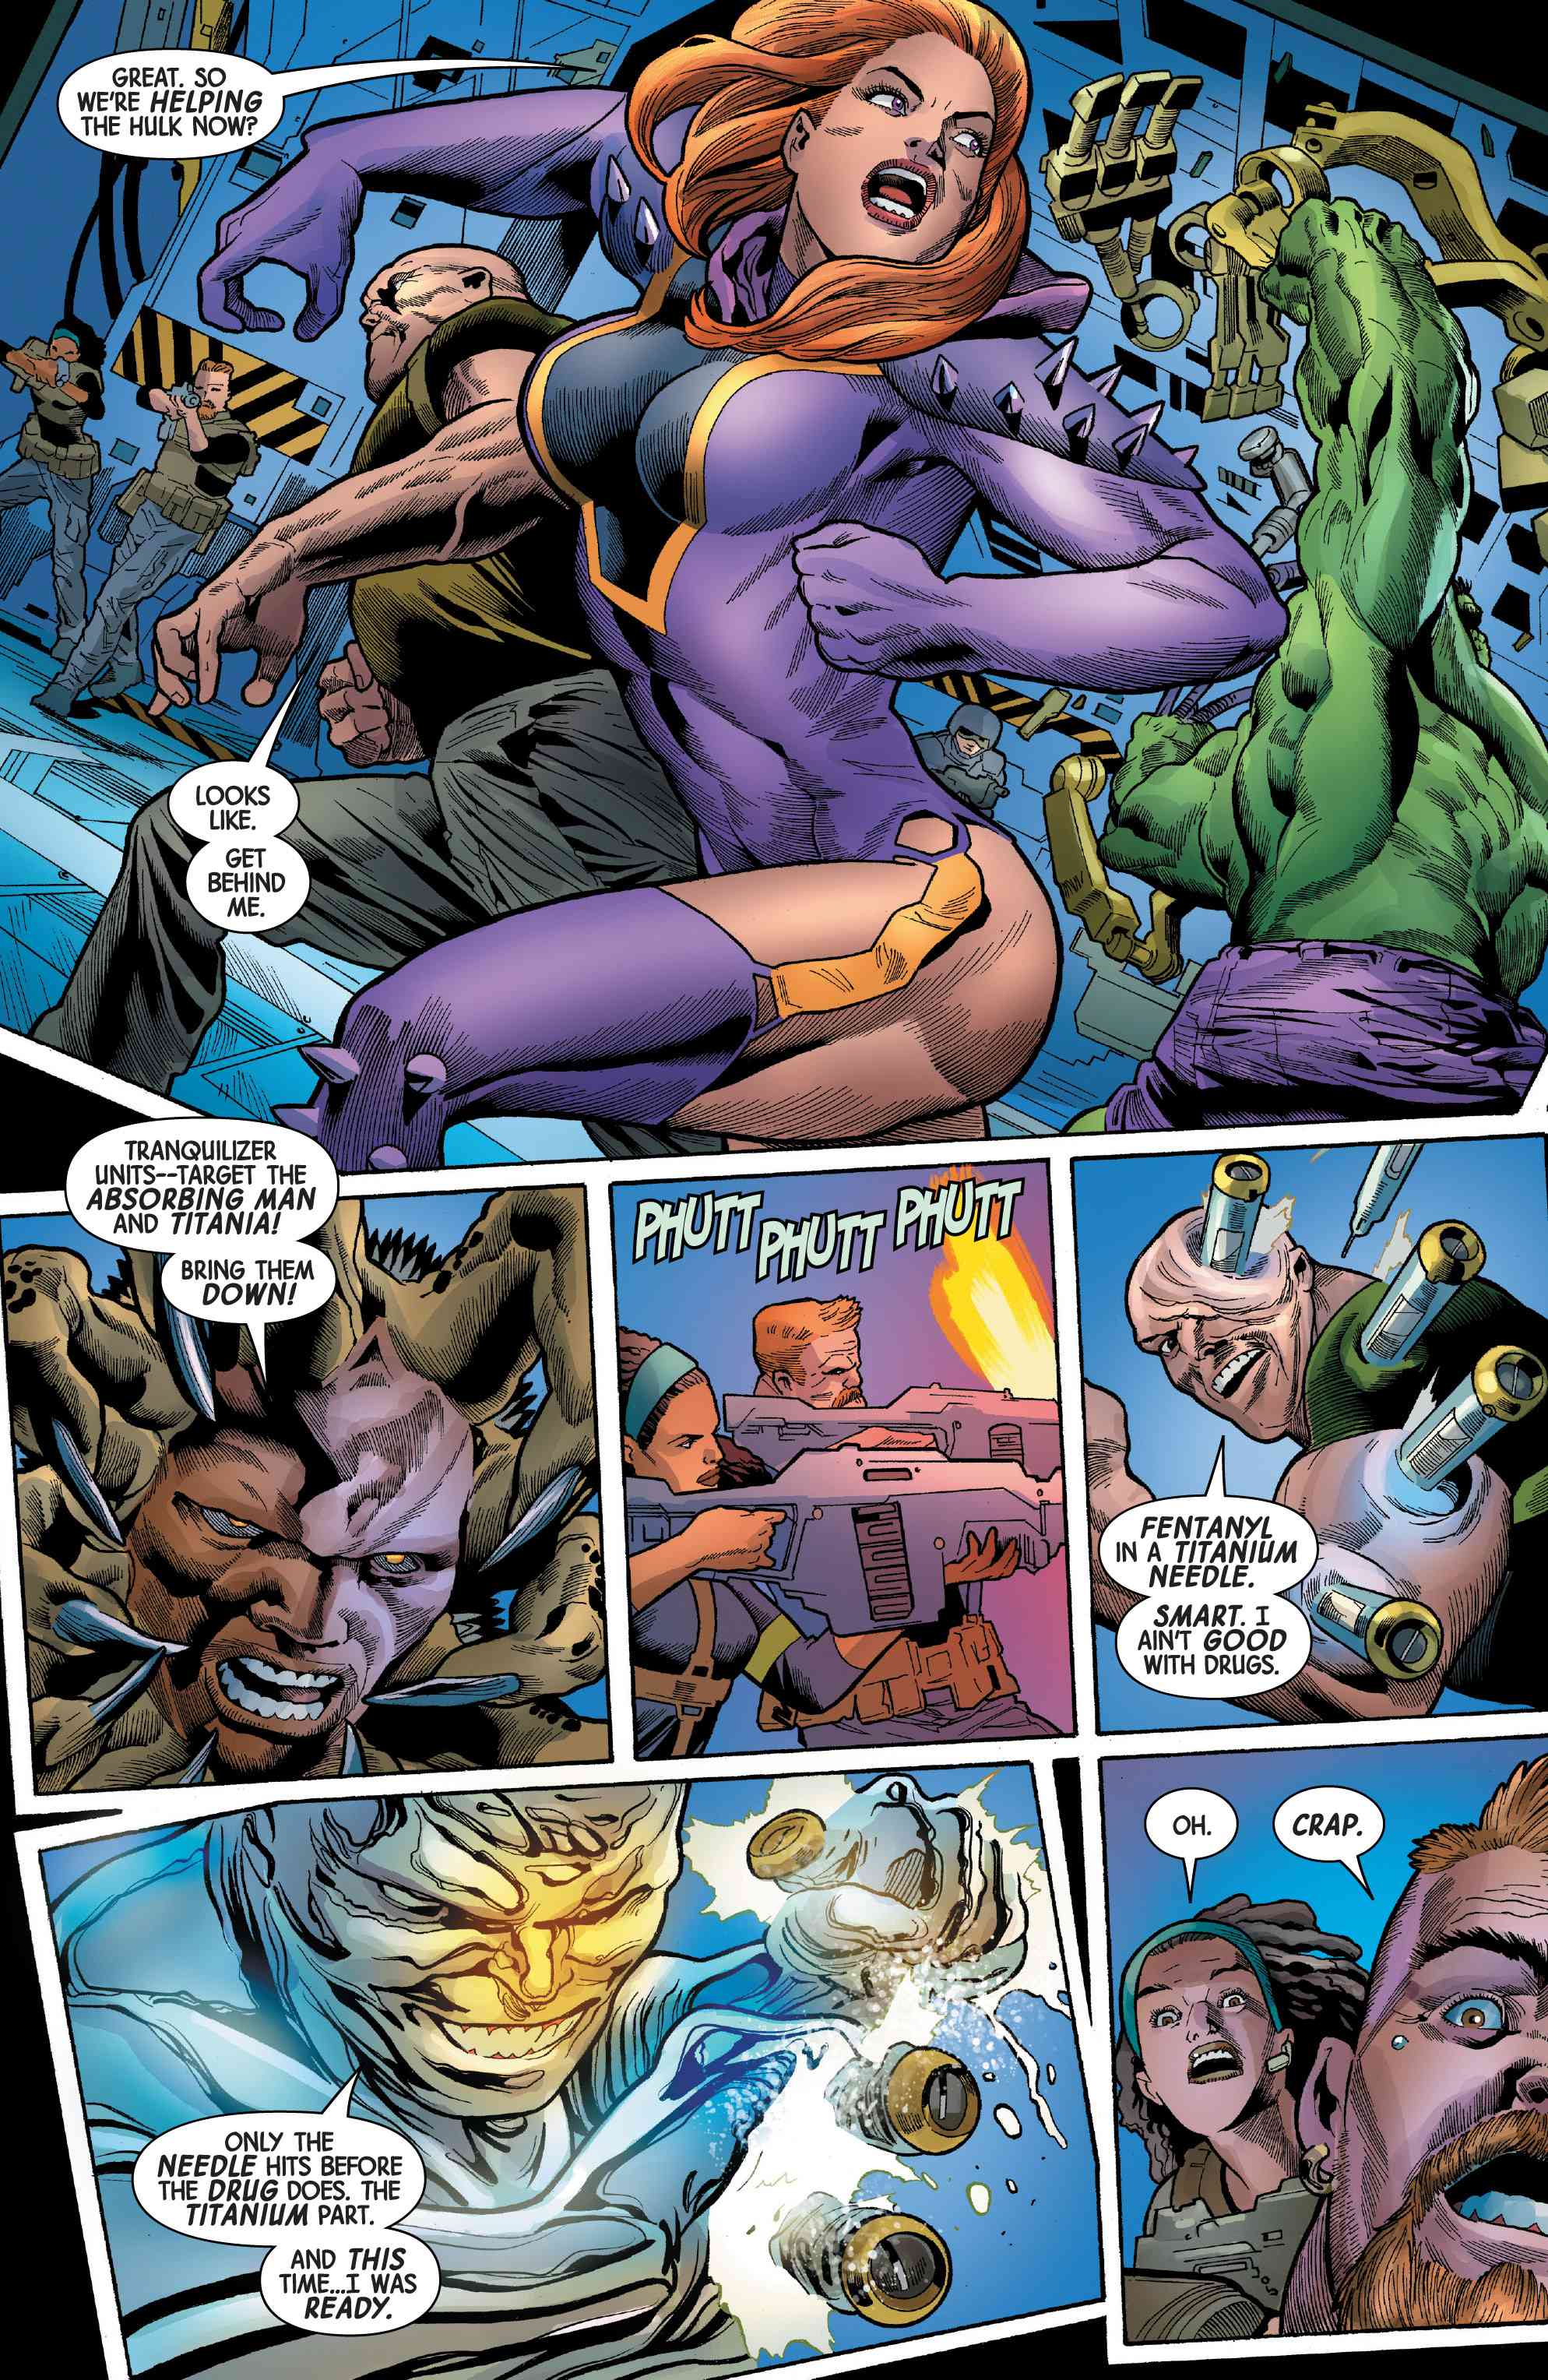 GREAT. SO
WE'RE HELPING
THE HULK NOW?
LOOKS
LIKE.
GET
BEHIND
ME.
TRANQUILIZER
UNITS--TARGET THE
ABSORBING MAN
AND TITANIA!
BRING THEM
DOWN!
PHUTT PHUTT PHUTT
FENTANYL
IN A TITANIUM
NEEDLE.
SMART. I
AIN'T GOOD
WITH DRUGS.
ONLY THE
NEEDLE HITS BEFORE
THE DRUG DOES. THE
TITANIUM PART.
AND THIS
TIME...I WAS
READY.
OH.
CRAP.